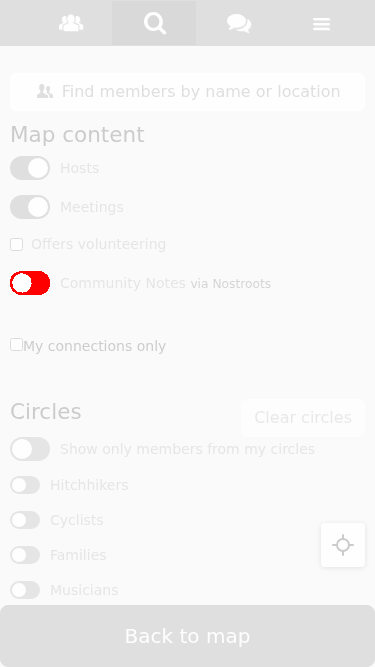 Find members by name or location
Map content
Hosts
Meetings
Offers volunteering
Community Notes via Nostroots
My connections only
Circles
Clear circles
Show only members from my circles
Hitchhikers
Cyclists
Families
Musicians
Back to map